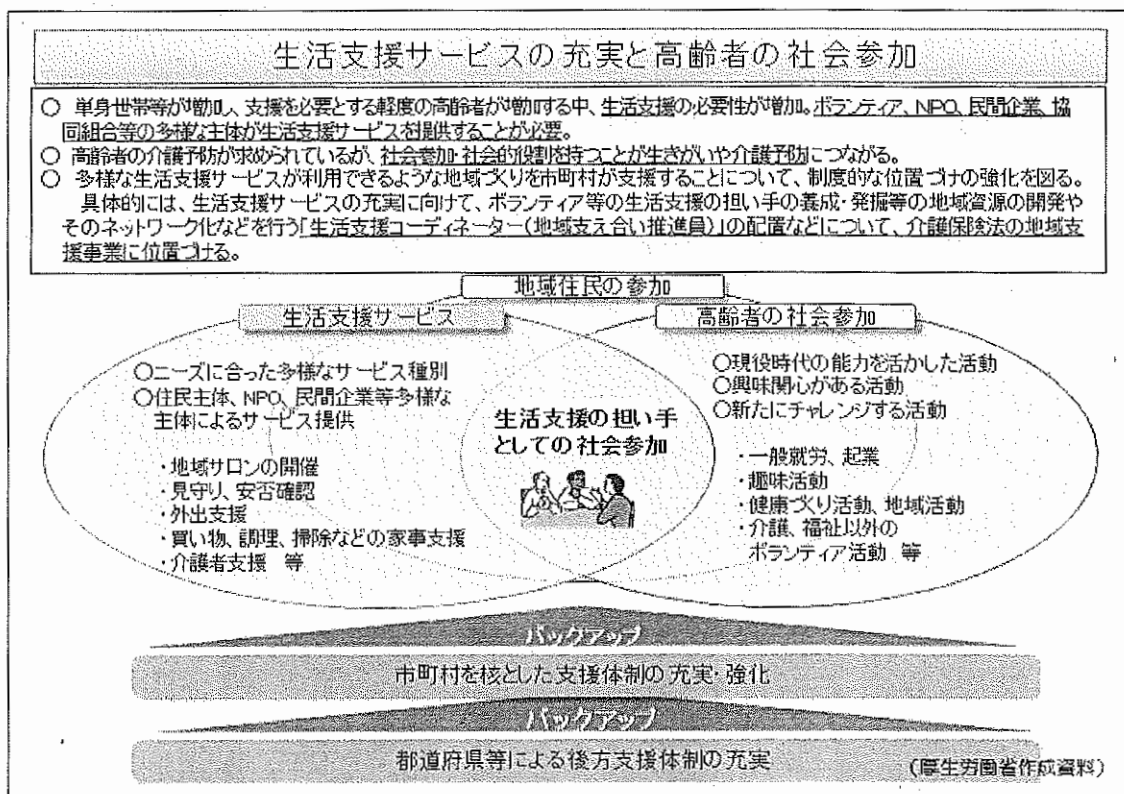 生活支援サービスの充実と高齢者の社会参加
○ 単身世帯等が増加し、支援を必要とする軽度の高齢者が増加する中、生活支援の必要性が増加。ボランティア、NPO、民間企業、協
同組合等の多様な主体が生活支援サービスを提供することが必要。
○ 高齢者の介護予防が求められているが、社会参加・社会的役割を持つことが生きがいや介護予防につながる。
○ 多様な生活支援サービスが利用できるような地域づくりを市町村が支援することについて、制度的な位置づけの強化を図る。
具体的には、生活支援サービスの充実に向けて、ボランティア等の生活支援の担い手の養成・発掘等の地域資源の開発や
そのネットワーク化などを行う「生活支援コーディネーター(地域支え合い推進員)」の配置などについて、介護保険法の地域支
援事業に位置づける。
地域住民の参加
生活支援サービス
○ニーズに合った多様なサービス種別
○住民主体、NPO、民間企業等多様な
主体によるサービス提供
・地域サロンの開催
・見守り、安否確認
・外出支援
・買い物、調理、掃除などの家事支援
・介護者支援 等
生活支援の担い手
としての社会参加
高齢者の社会参加
○現役時代の能力を活かした活動
○興味関心がある活動
○新たにチャレンジする活動
・一般就労、起業
・趣味活動
・健康づくり活動、地域活動
・介護、福祉以外の
ボランティア活動 等
バックアップ
市町村を核とした支援体制の充実・強化
バックアップ
都道府県等による後方支援体制の充実
(厚生労働省作成資料)